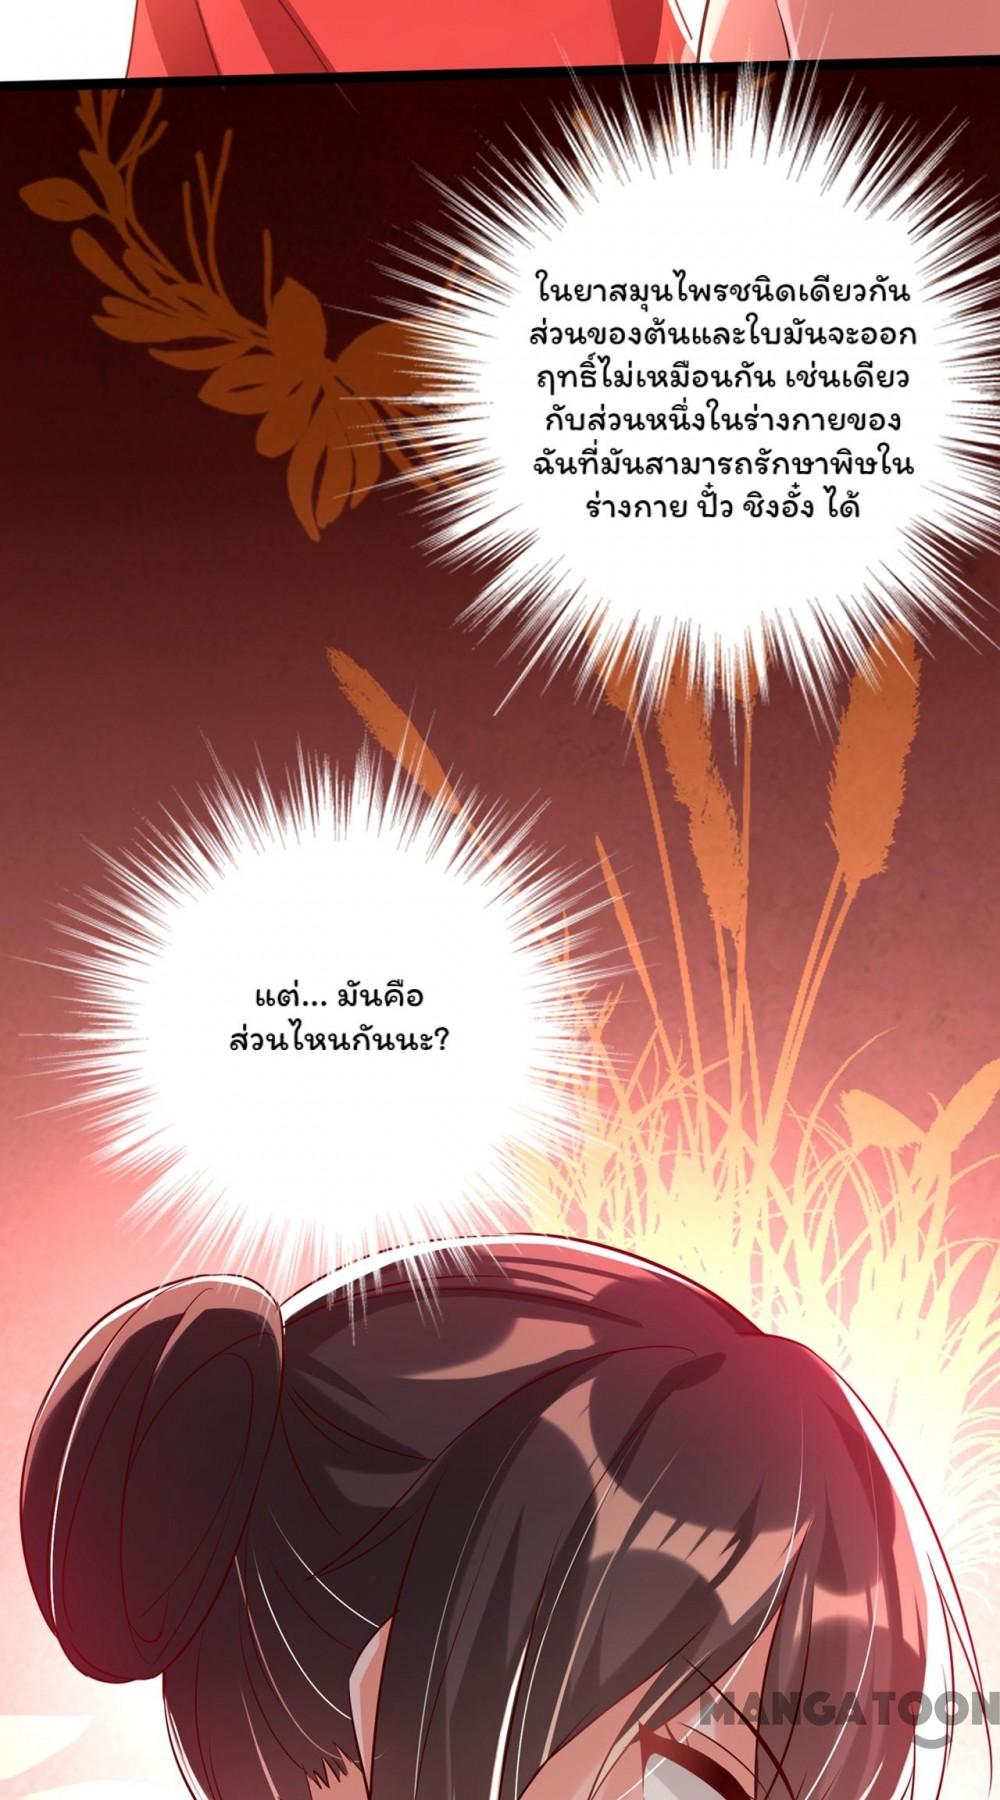 ในยาสมุนไพรชนิดเดียวกัน
ส่วนของต้นและใบมันจะออก
ฤทธิ์ไม่เหมือนกัน เช่นเดียว
กับส่วนหนึ่งในร่างกายของ
ฉันที่มันสามารถรักษาพิษใน
ร่างกาย ปั๋ว ชิงอั๋ง ได้
แต่... มันคือ
ส่วนไหนกันนะ?
MANGATOON